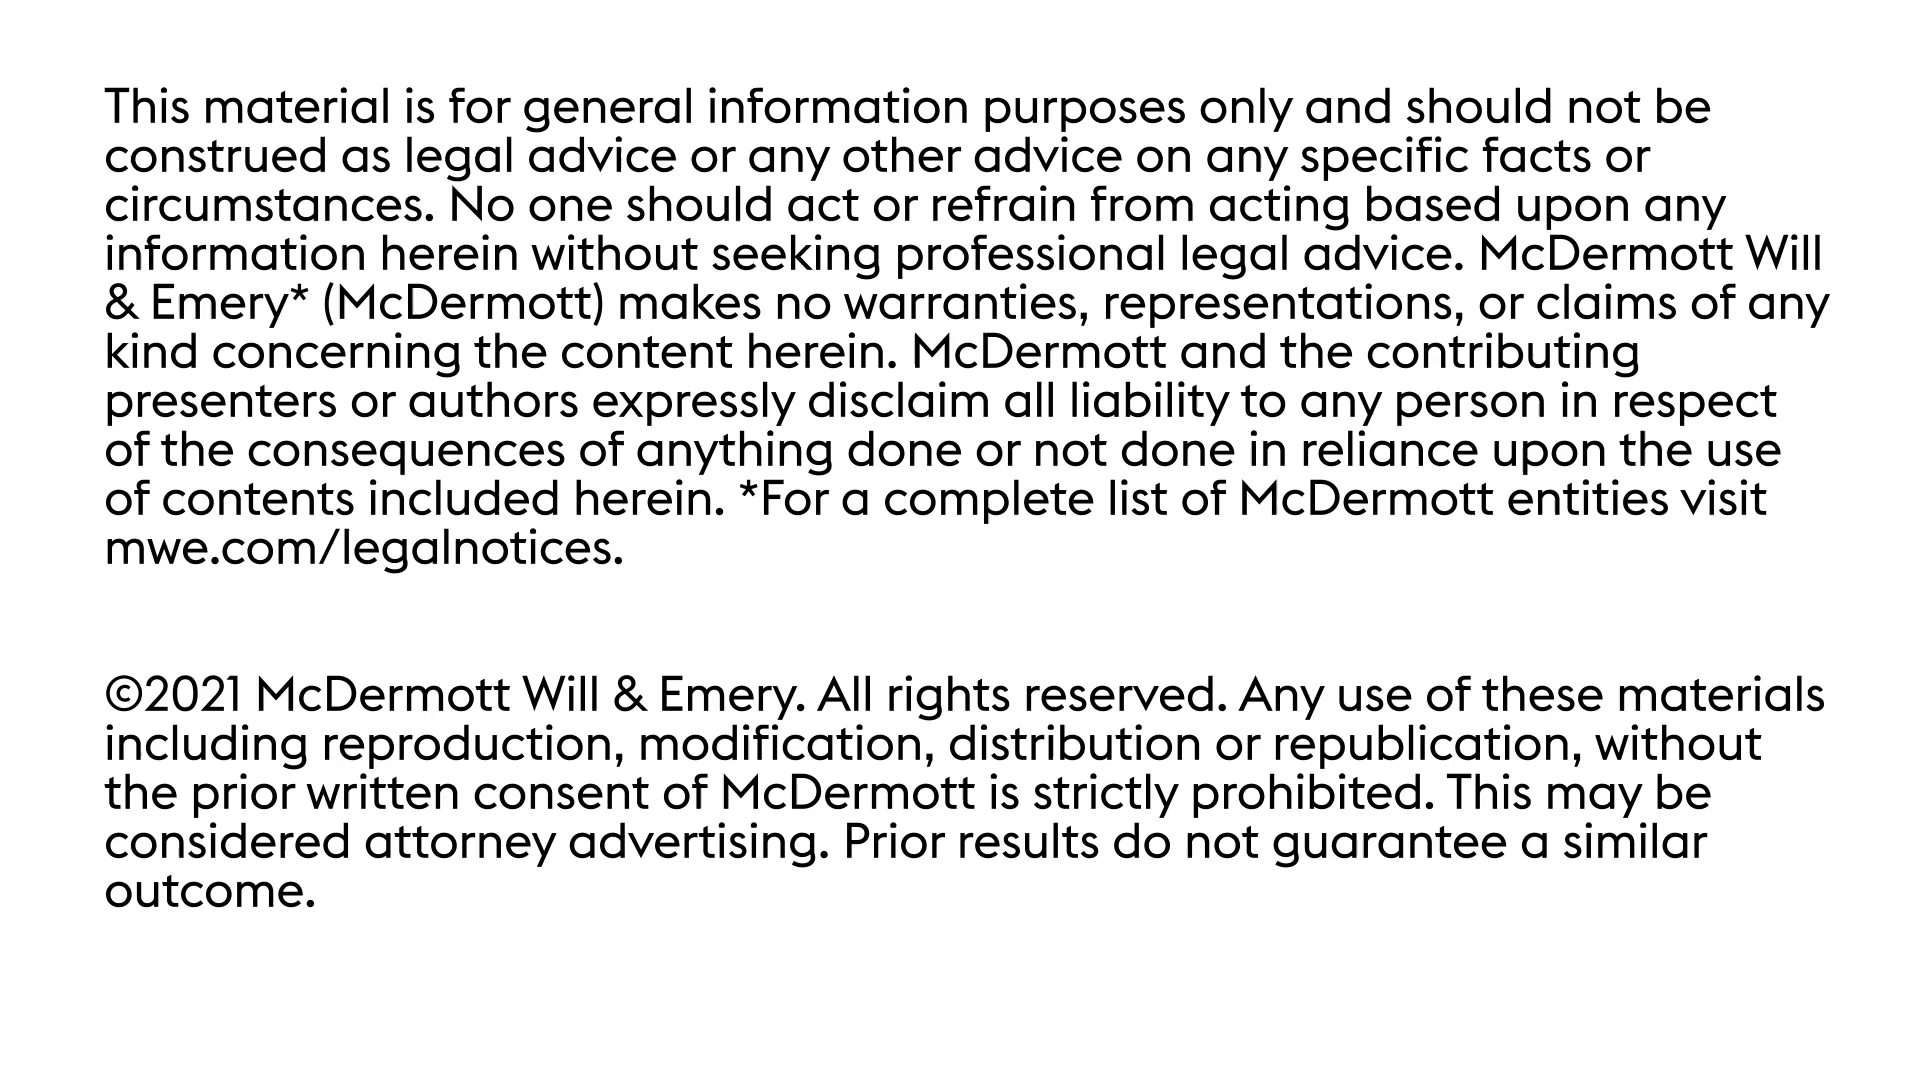 This material is for general information purposes only and should not be
construed as legal advice or any other advice on any specific facts or
circumstances. No one should act or refrain from acting based upon any
information herein without seeking professional legal advice. McDermott Will
& Emery* (McDermott) makes no warranties, representations, or claims of any
kind concerning the content herein. McDermott and the contributing
presenters or authors expressly disclaim all liability to any person in respect
of the consequences of anything done or not done in reliance upon the use
of contents included herein. *For a complete list of McDermott entities visit
mwe.com/legalnotices.
©2021 McDermott Will & Emery. All rights reserved. Any use of these materials
including reproduction, modification, distribution or republication, without
the prior written consent of McDermott is strictly prohibited. This may be
considered attorney advertising. Prior results do not guarantee a similar
outcome.